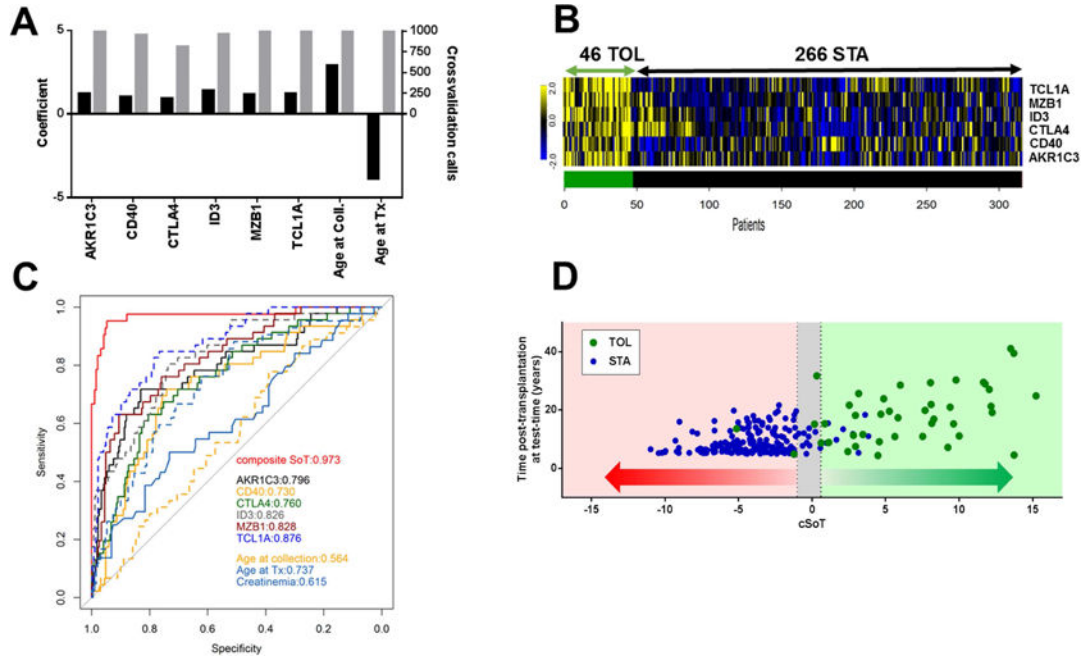 A
5
0
-5
Coefficient
1000
750
500
250
0
Crossvalidation calls
AKR1C3
CD40
CTLA4
ID3
MZB1
TCL1A
Age at Coll.
Age at Tx
B
46 TOL
266 STA
2.0
0.0
-2.0
TCL1A
MZB1
ID3
CTLA4
CD40
AKR1C3
0 50 100 150 200 250 300
Patients
C
1.0
0.8
0.6
0.4
0.2
0.0
Sensitivity
composite SoT:0.973
AKR1C3:0.796
CD40:0.730
CTLA4:0.760
ID3:0.826
MZB1:0.828
TCL1A:0.876
Age at collection:0.564
Age at Tx:0.737
Creatinemia:0.615
1.0 0.8 0.6 0.4 0.2 0.0
Specificity
D
TOL
STA
40
20
0
Time post-transplantation
at test-time (years)
-15 -10 -5 0 5 10 15
cSoT